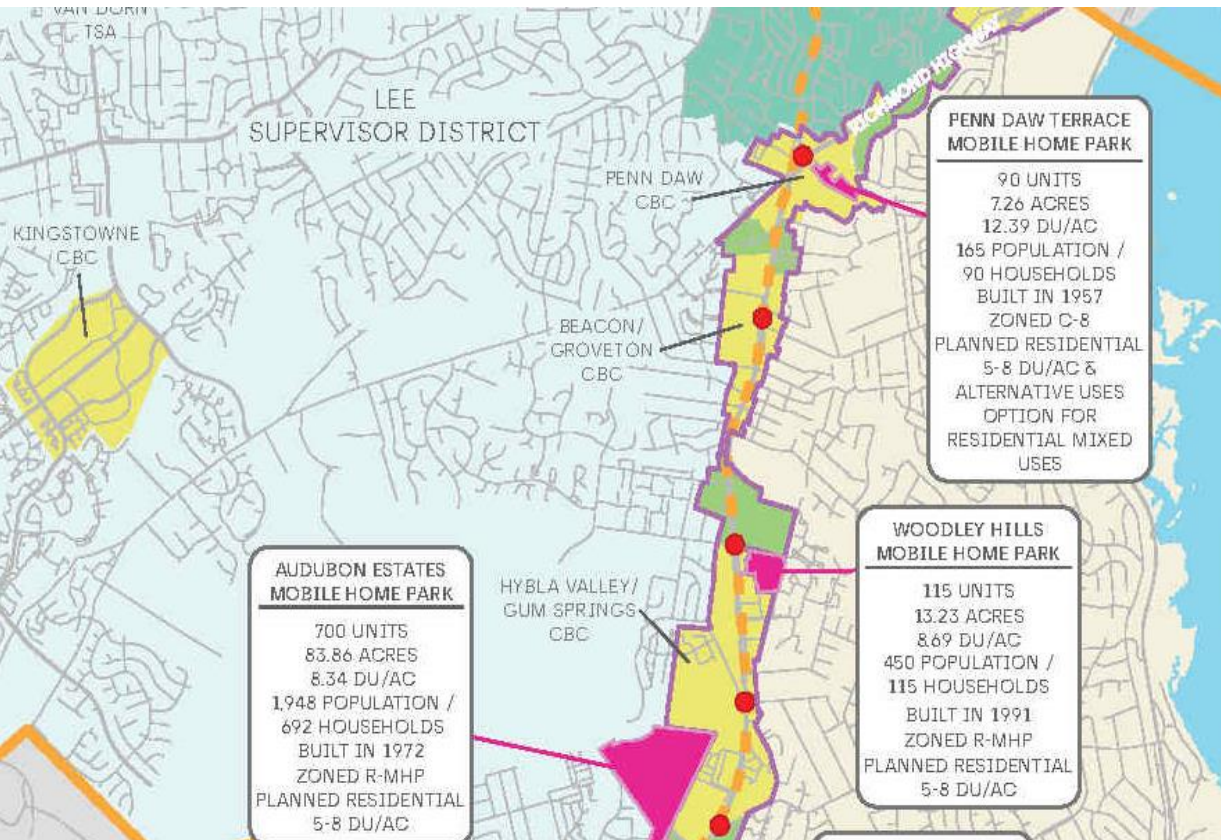 VAN DORN
TSA
LEE
SUPERVISOR DISTRICT
RICHMOND HIGHWAY
PENN DAW
CBC
KINGSTOWNE
CBC
BEACON/
GROVETON
CBC
HYBLA VALLEY/
GUM SPRINGS
CBC
PENN DAW TERRACE
MOBILE HOME PARK
90 UNITS
7.26 ACRES
12.39 DU/AC
165 POPULATION /
90 HOUSEHOLDS
BUILT IN 1957
ZONED C-8
PLANNED RESIDENTIAL
5-8 DU/AC &
ALTERNATIVE USES
OPTION FOR
RESIDENTIAL MIXED
USES
WOODLEY HILLS
MOBILE HOME PARK
115 UNITS
13.23 ACRES
8.69 DU/AC
450 POPULATION /
115 HOUSEHOLDS
BUILT IN 1991
ZONED R-MHP
PLANNED RESIDENTIAL
5-8 DU/AC
AUDUBON ESTATES
MOBILE HOME PARK
700 UNITS
83.86 ACRES
8.34 DU/AC
1,948 POPULATION /
692 HOUSEHOLDS
BUILT IN 1972
ZONED R-MHP
PLANNED RESIDENTIAL
5-8 DU/AC